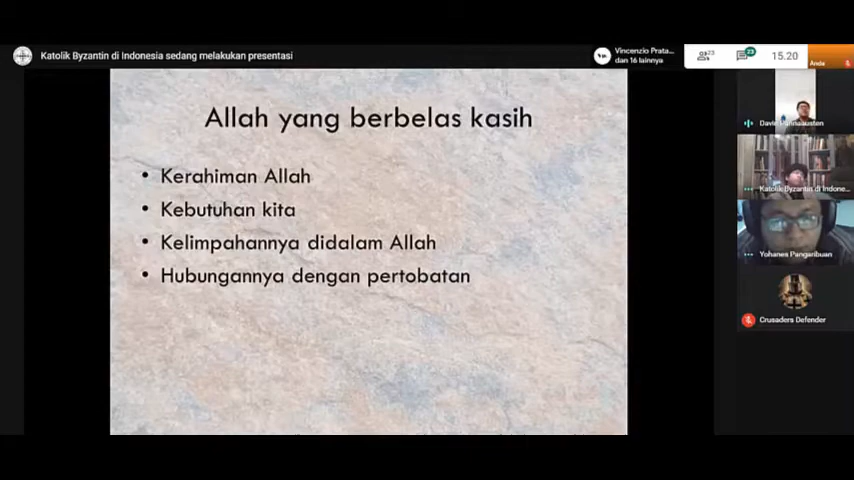 Katolik Byzantin di Indonesia sedang melakukan presentasi
Vincenzio Prata...
dan 16 lainnya
23
23
15.20
Anda
Allah yang berbelas kasih
• Kerahiman Allah
• Kebutuhan kita
• Kelimpahannya didalam Allah
• Hubungannya dengan pertobatan
Katolik Byzantin di Indone...
Yohanes Pangaribuan
Crusaders Defender